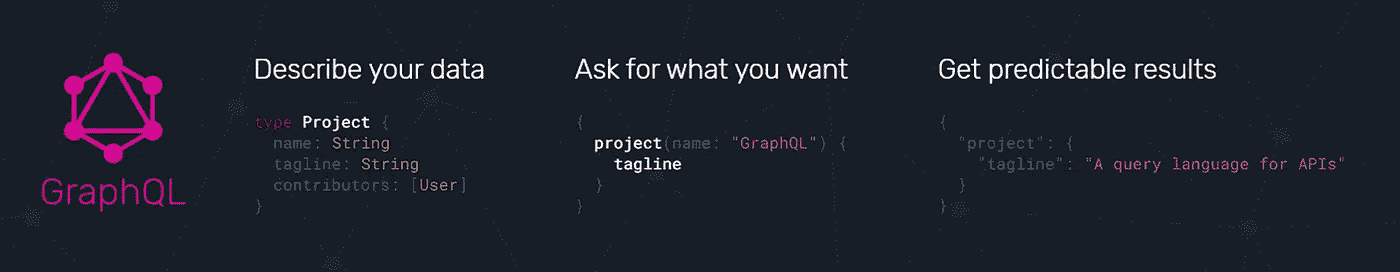 GraphQL
Describe your data
type Project {
  name: String
  tagline: String
  contributors: [User]
}
Ask for what you want
{
  project(name: "GraphQL") {
    tagline
  }
}
Get predictable results
{
  "project": {
    "tagline": "A query language for APIs"
  }
}